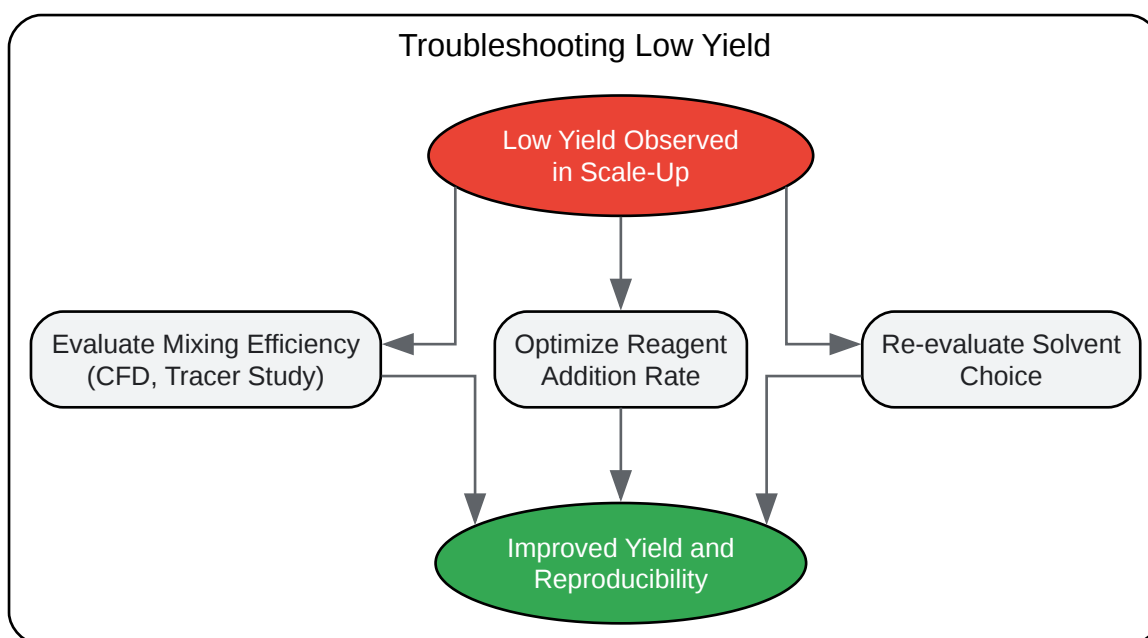 Troubleshooting Low Yield
Low Yield Observed
in Scale-Up
Evaluate Mixing Efficiency
(CFD, Tracer Study)
Optimize Reagent
Addition Rate
Re-evaluate Solvent
Choice
Improved Yield and
Reproducibility